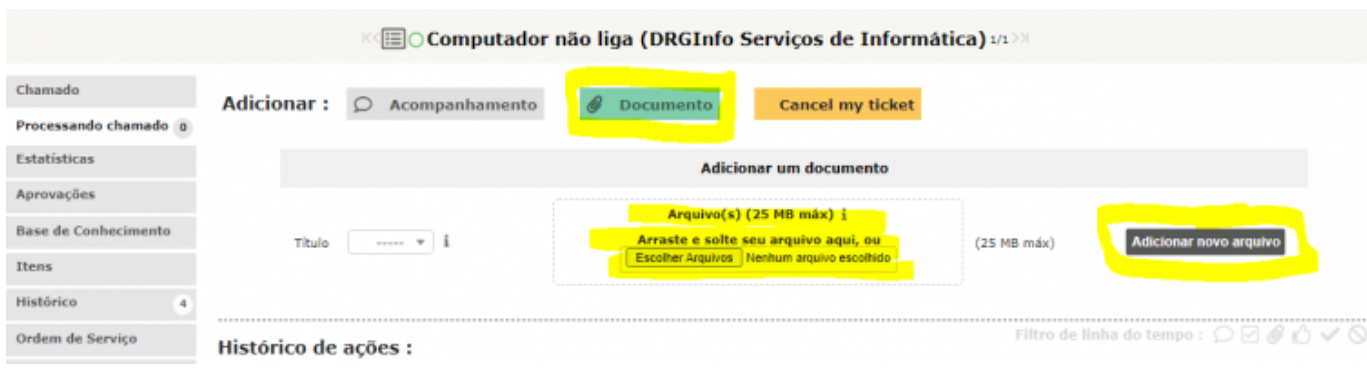 Computador não liga (DRGInfo Serviços de Informática) 1/1
Chamado
Processando chamado 0
Estatísticas
Aprovações
Base de Conhecimento
Itens
Histórico 4
Ordem de Serviço
Adicionar :
Acompanhamento
Documento
Cancel my ticket
Adicionar um documento
Título
-----
i
Arquivo(s) (25 MB máx) i
Arraste e solte seu arquivo aqui, ou
Escolher Arquivos Nenhum arquivo escolhido
(25 MB máx)
Adicionar novo arquivo
Filtro de linha do tempo :
Histórico de ações :